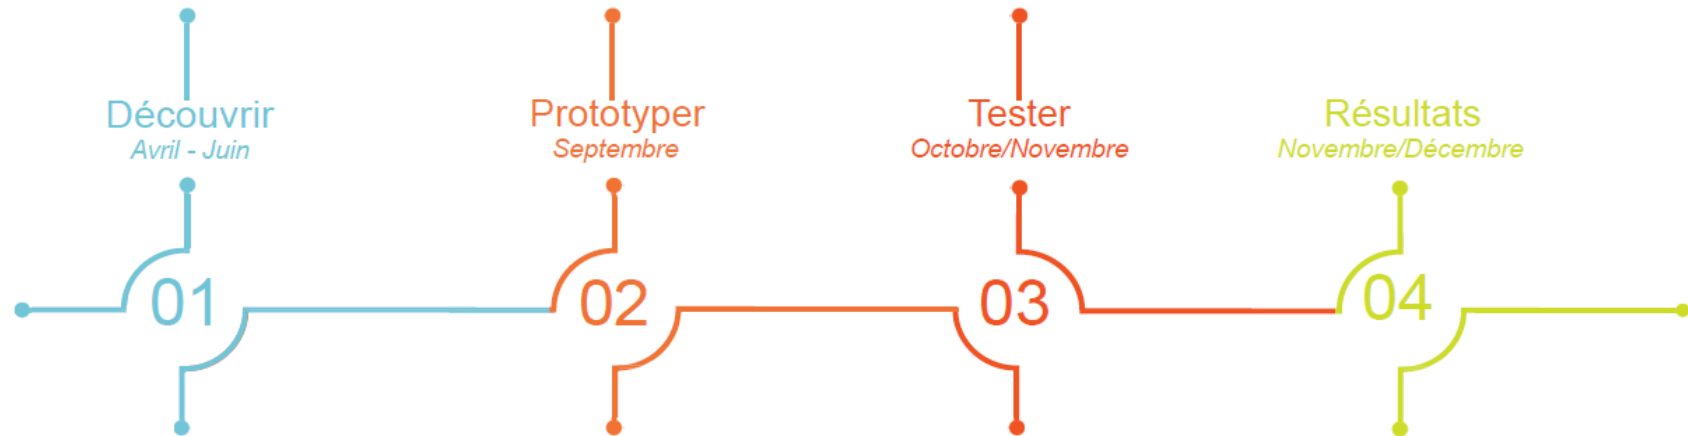 Découvrir
Avril - Juin
01
Prototyper
Septembre
02
Tester
Octobre/Novembre
03
Résultats
Novembre/Décembre
04